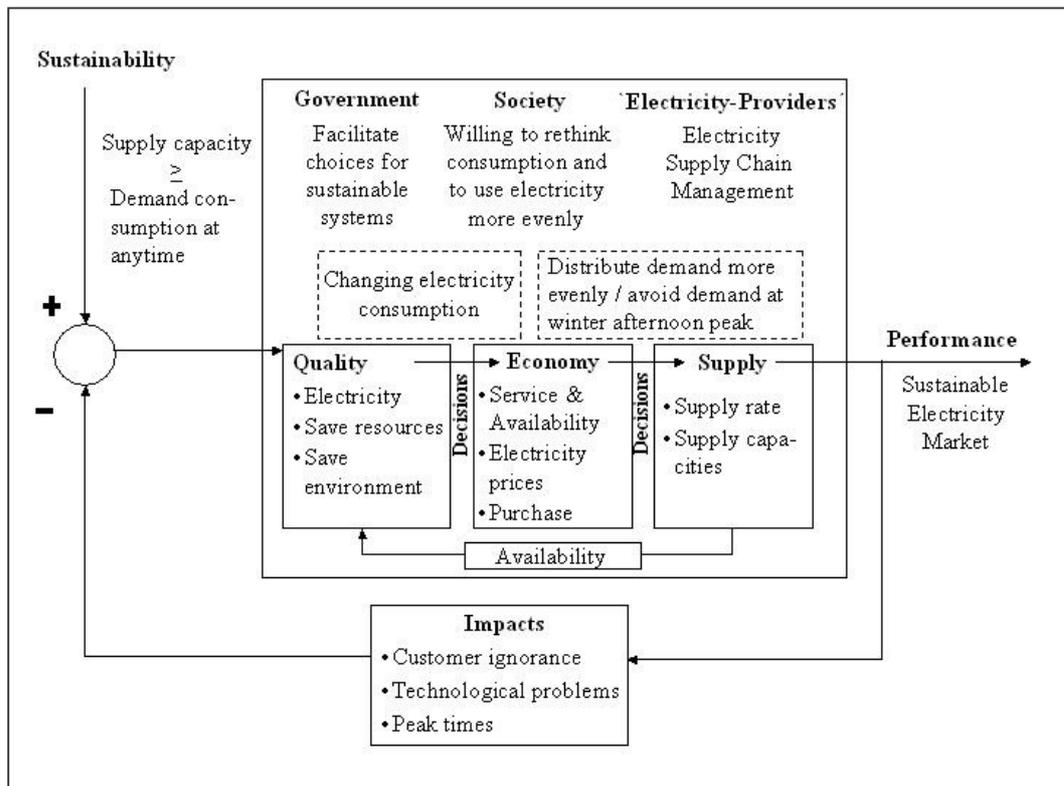 Sustainability
Supply capacity
≥
Demand con-
sumption at
anytime
+
−
Government
Facilitate
choices for
sustainable
systems
Society
Willing to rethink
consumption and
to use electricity
more evenly
`Electricity-Providers´
Electricity
Supply Chain
Management
Changing electricity
consumption
Distribute demand more
evenly / avoid demand at
winter afternoon peak
Quality
•Electricity
•Save resources
•Save
environment
Decisions
Economy
•Service &
Availability
•Electricity
prices
•Purchase
Decisions
Supply
•Supply rate
•Supply capa-
cities
Availability
Performance
Sustainable
Electricity
Market
Impacts
•Customer ignorance
•Technological problems
•Peak times